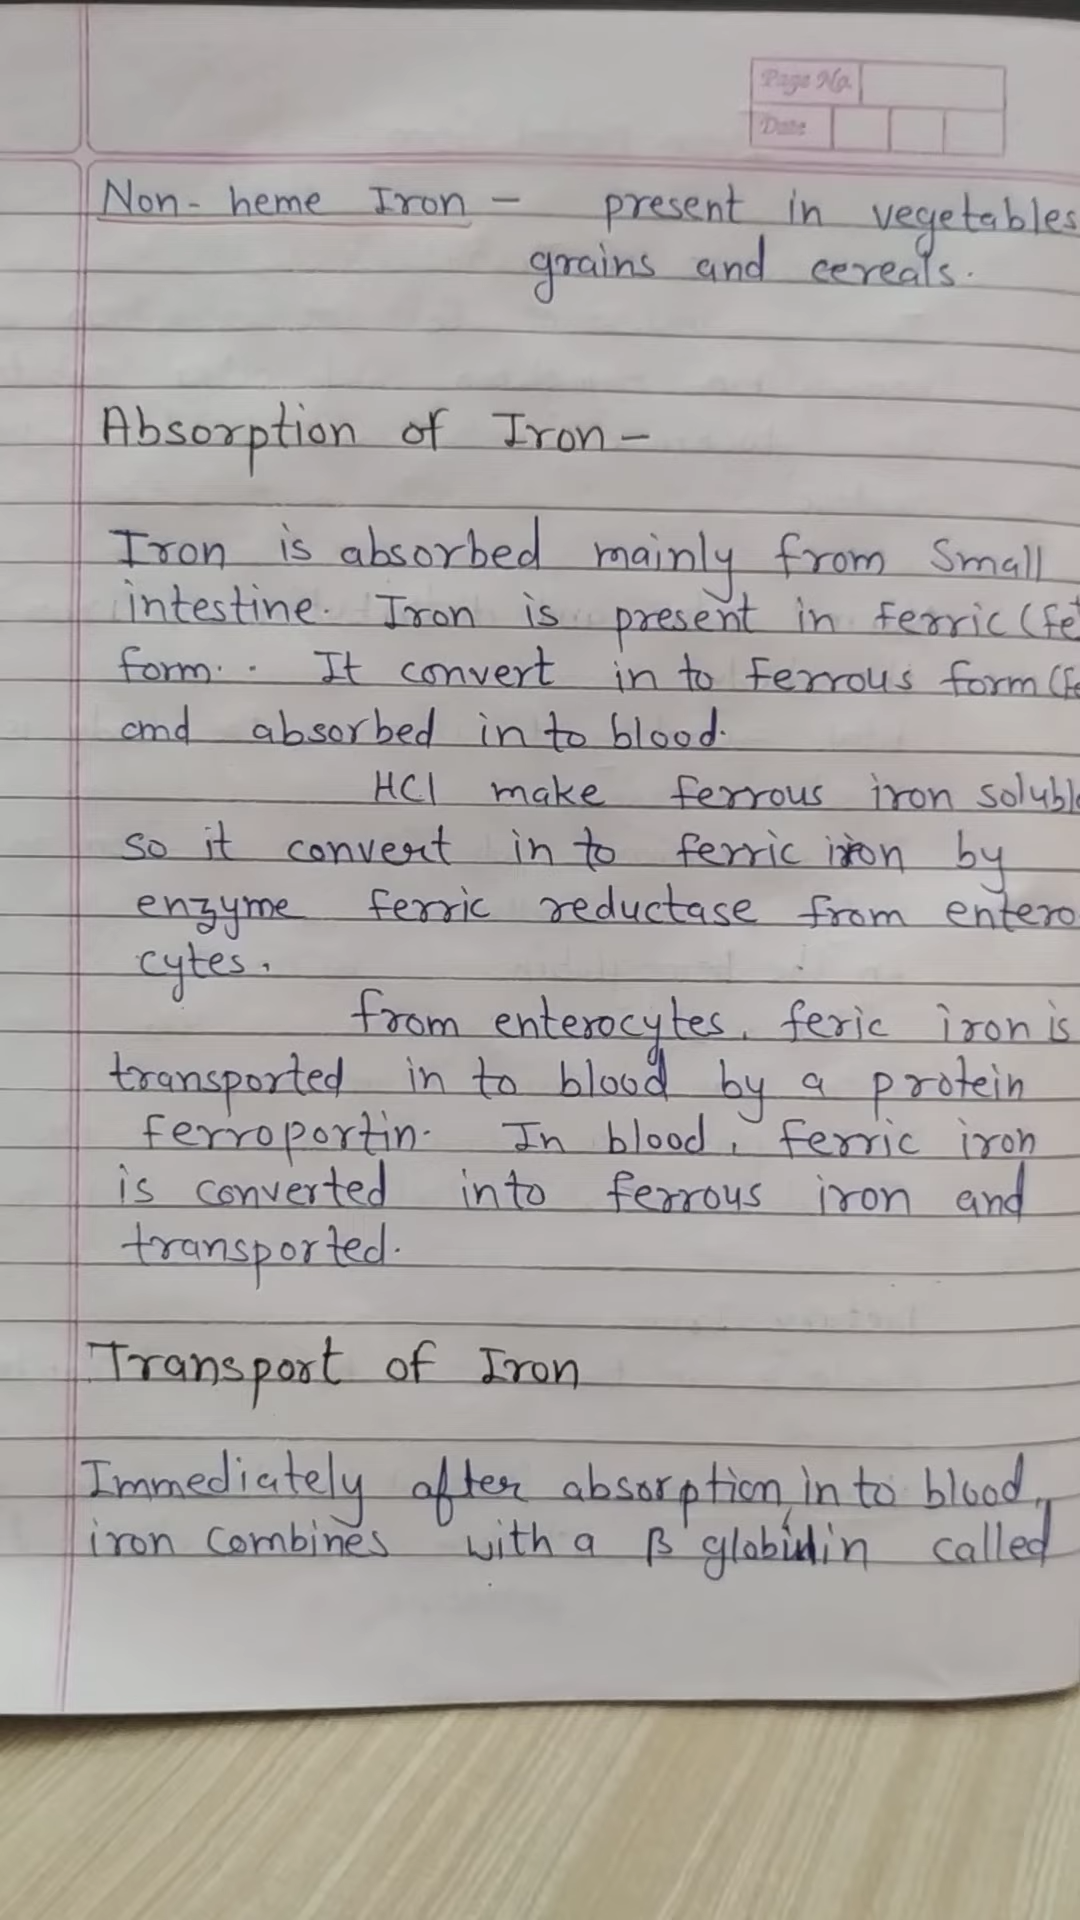 Page No.
Date
Non-heme Iron - present in vegetables
grains and cereals.
Absorption of Iron -
Iron is absorbed mainly from Small
intestine. Iron is present in ferric (fe
form. . It convert in to ferrous form (fe
and absorbed in to blood.
HCl make ferrous iron soluble
so it convert in to ferric iron by
enzyme ferric reductase from entero
cytes.
from enterocytes, feric iron is
transported in to blood by a protein
ferroportin. In blood, ferric iron
is converted into ferrous iron and
transported.
Transport of Iron
Immediately after absorption in to blood,
iron combines with a β called